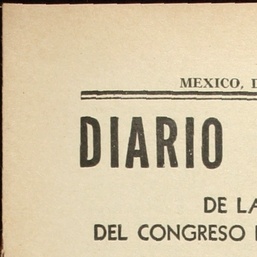 MEXICO, D
DIARIO
DE LA
DEL CONGRESO